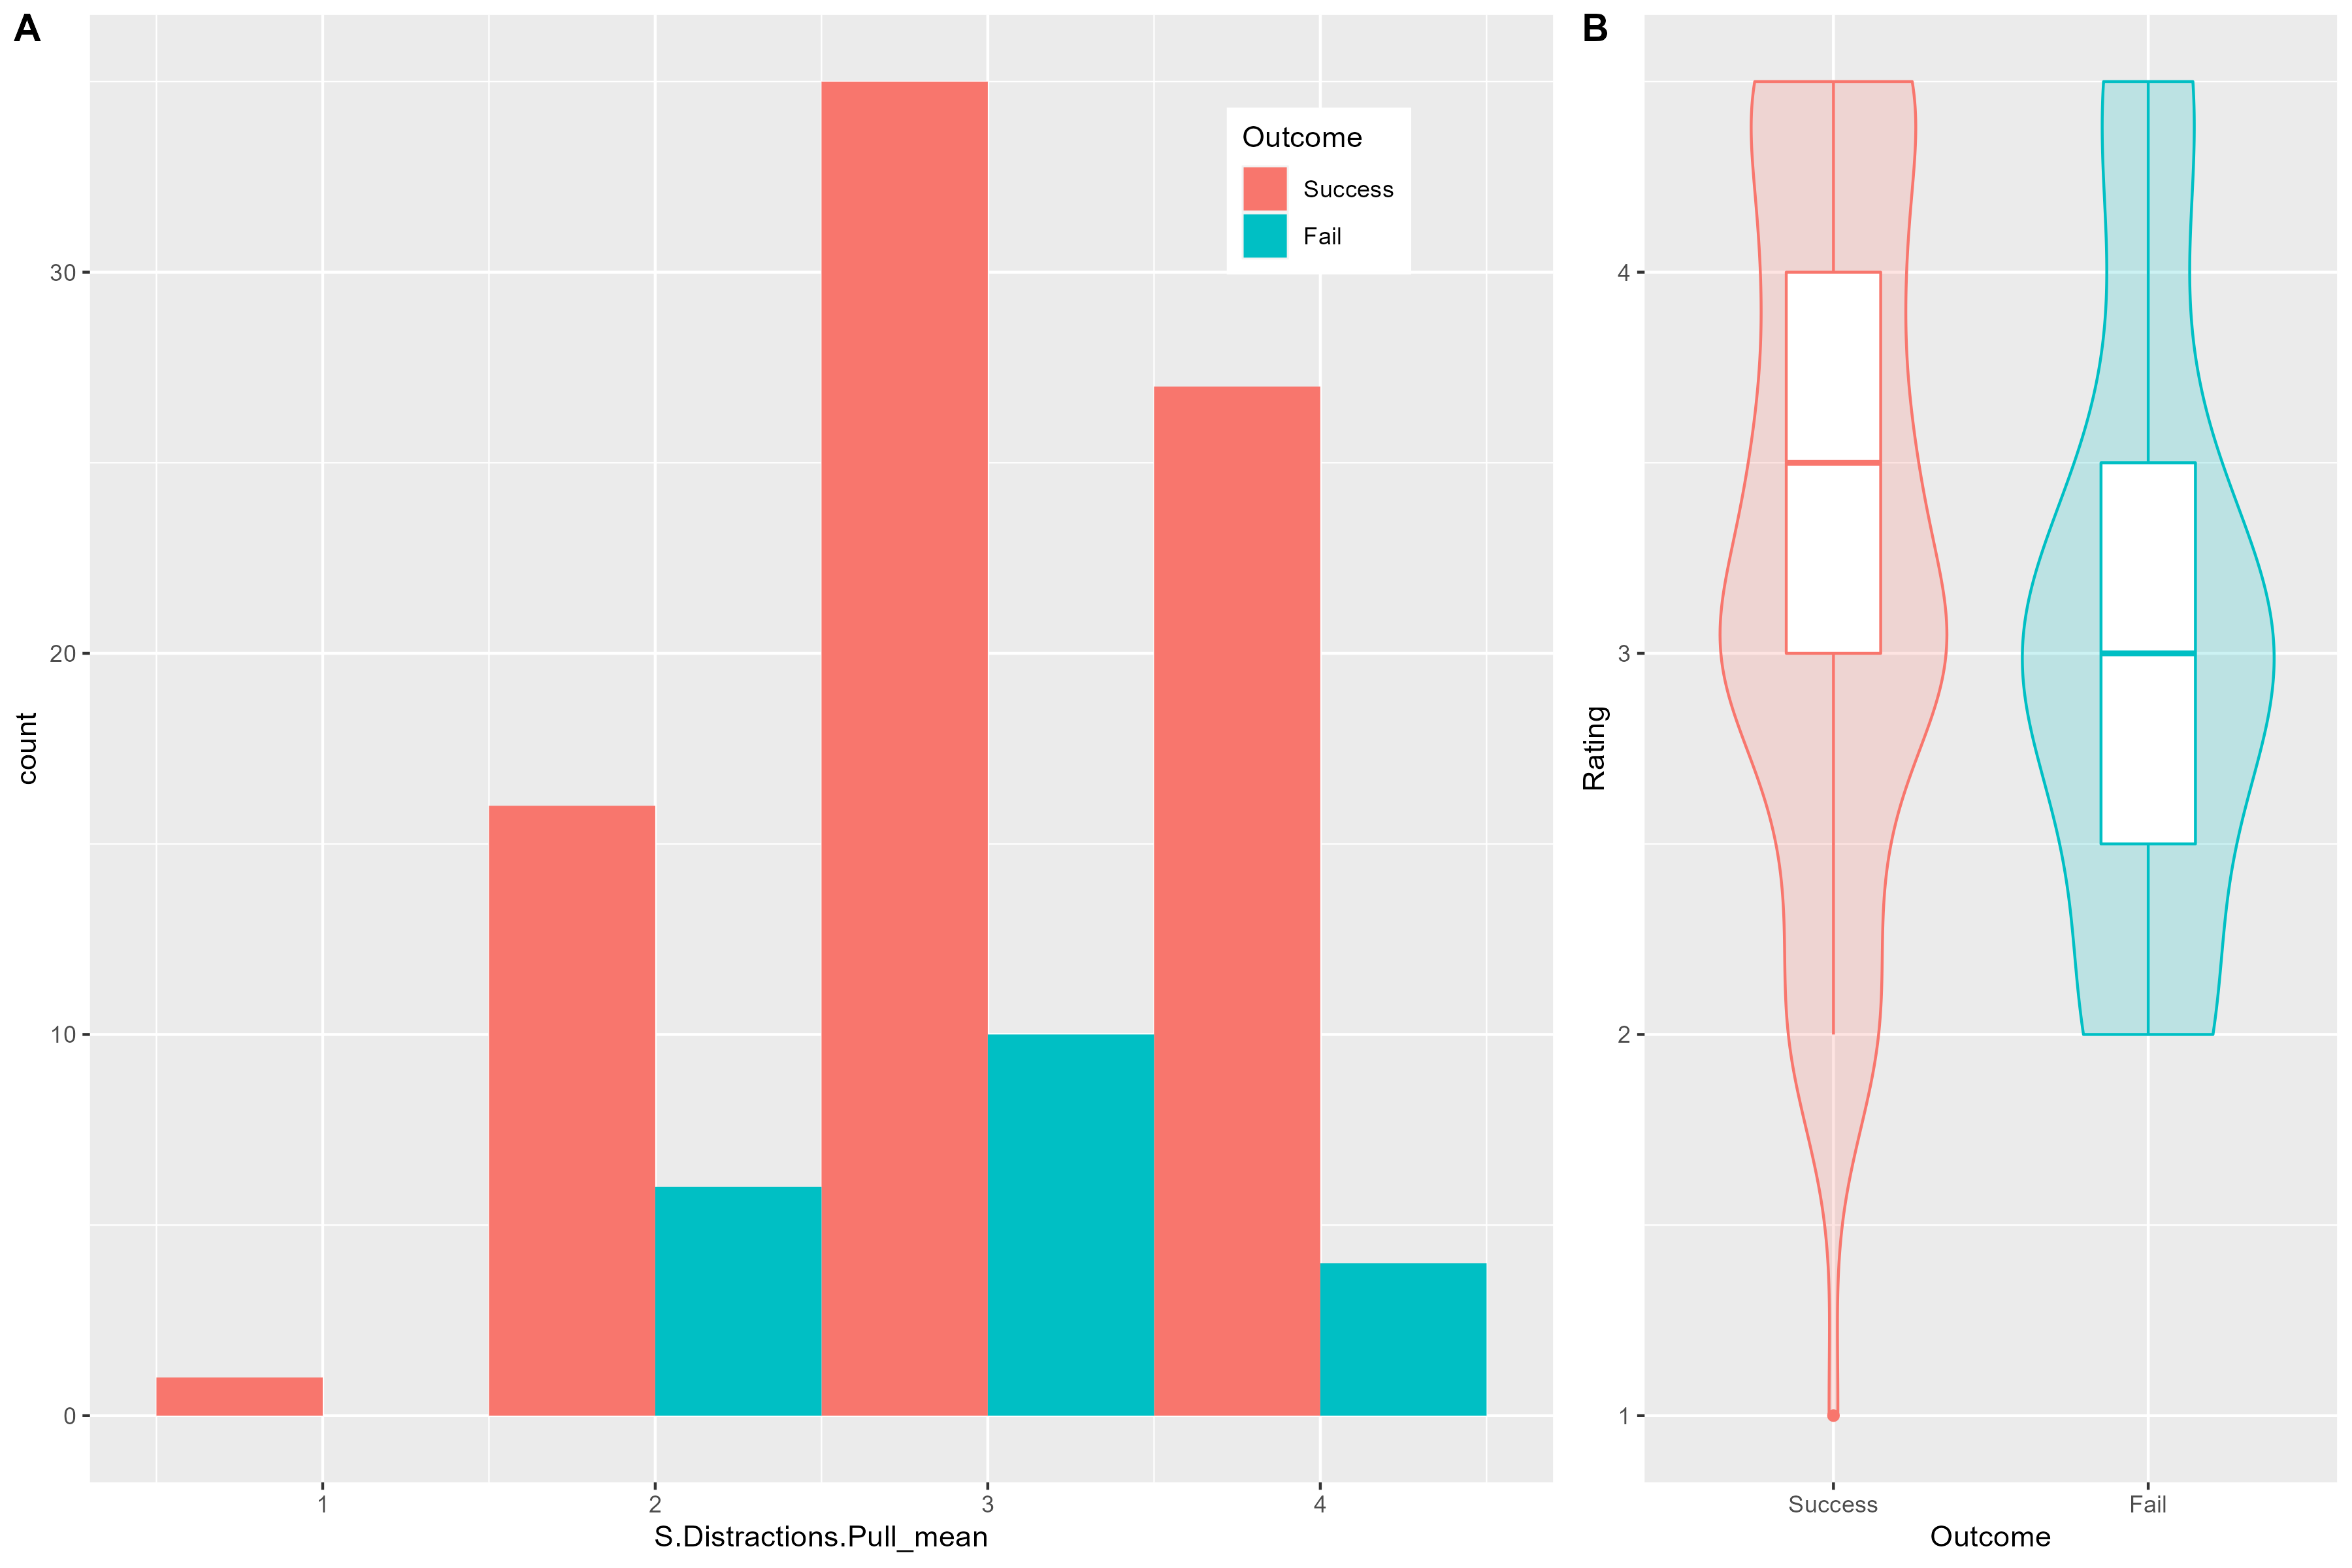 A
count
30
20
10
0
1
2
3
4
S.Distractions.Pull_mean
Outcome
Success
Fail
B
Rating
4
3
2
1
Success
Fail
Outcome